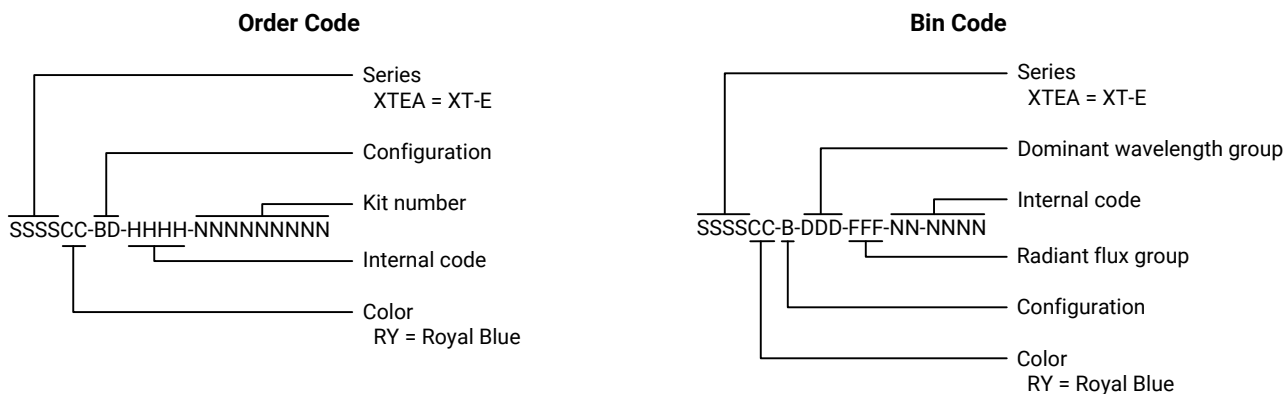 Order Code
Series
XTEA = XT-E
Configuration
Kit number
SSSSCC-BD-HHHH-NNNNNNNNN
Internal code
Color
RY = Royal Blue
Bin Code
Series
XTEA = XT-E
Dominant wavelength group
Internal code
SSSSCC-B-DDD-FFF-NN-NNNN
Radiant flux group
Configuration
Color
RY = Royal Blue